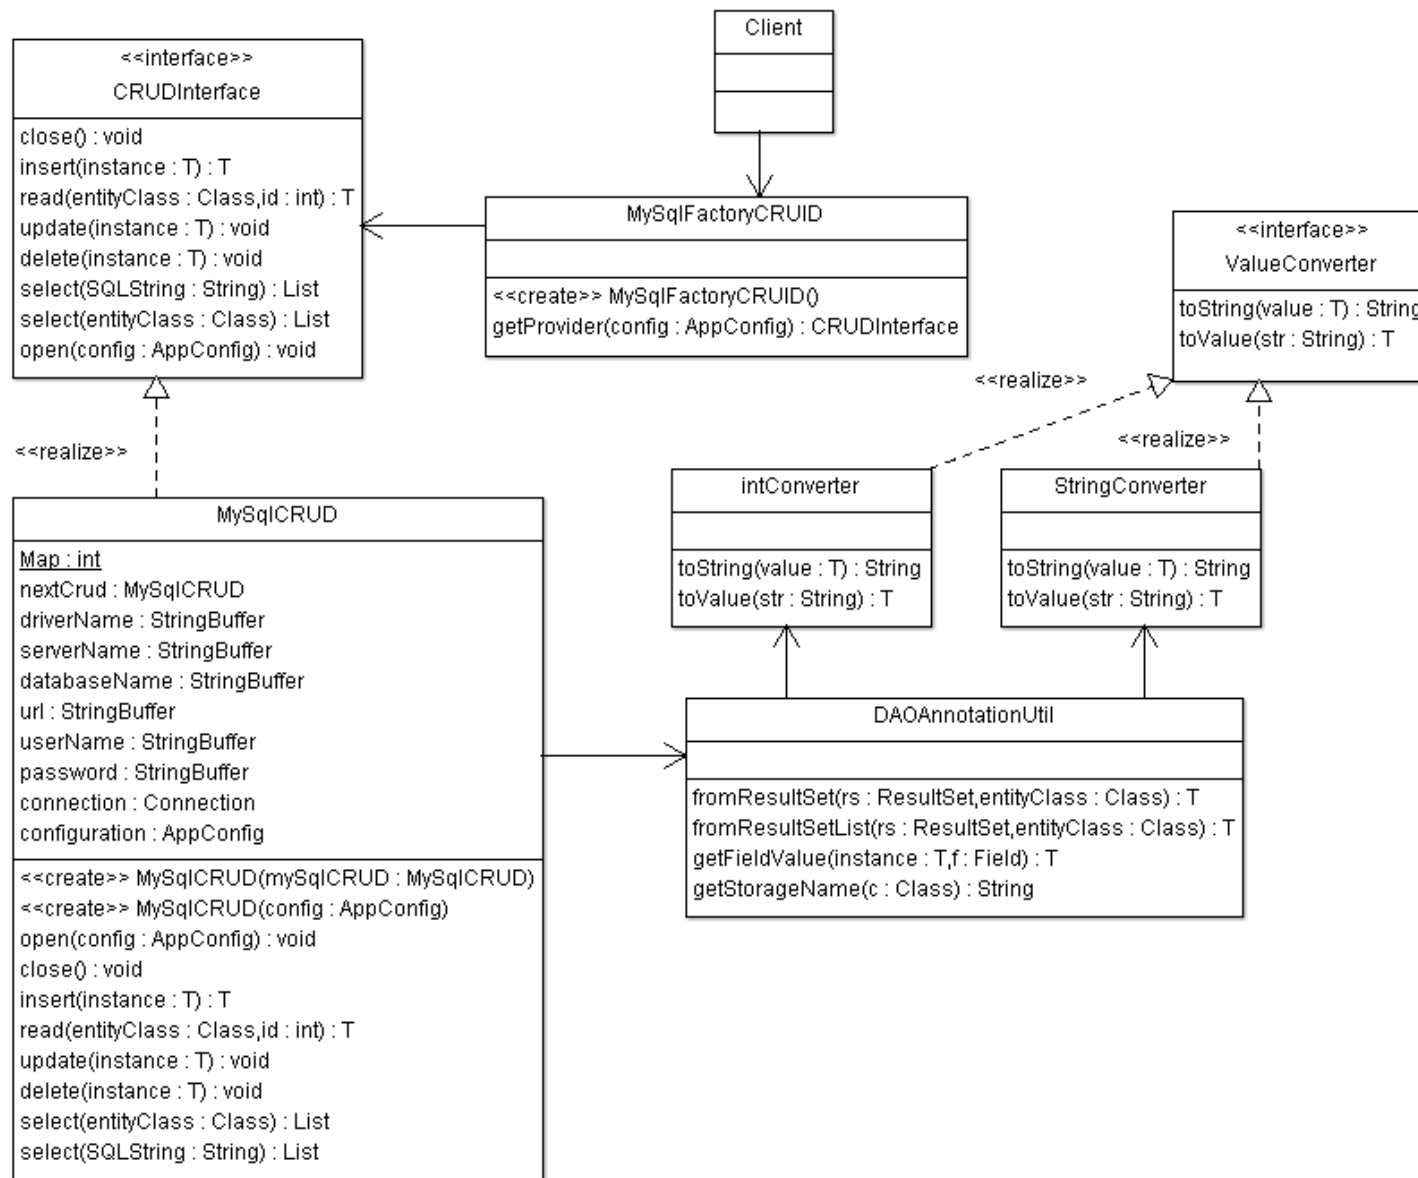 <<interface>>
CRUDInterface
close() : void
insert(instance : T) : T
read(entityClass : Class,id : int) : T
update(instance : T) : void
delete(instance : T) : void
select(SQLString : String) : List
select(entityClass : Class) : List
open(config : AppConfig) : void
Client
MySqlFactoryCRUID
<<create>> MySqlFactoryCRUID()
getProvider(config : AppConfig) : CRUDInterface
<<interface>>
ValueConverter
toString(value : T) : String
toValue(str : String) : T
<<realize>>
<<realize>>
<<realize>>
intConverter
toString(value : T) : String
toValue(str : String) : T
StringConverter
toString(value : T) : String
toValue(str : String) : T
MySqlCRUD
Map : int
nextCrud : MySqlCRUD
driverName : StringBuffer
serverName : StringBuffer
databaseName : StringBuffer
url : StringBuffer
userName : StringBuffer
password : StringBuffer
connection : Connection
configuration : AppConfig
<<create>> MySqlCRUD(mySqlCRUD : MySqlCRUD)
<<create>> MySqlCRUD(config : AppConfig)
open(config : AppConfig) : void
close() : void
insert(instance : T) : T
read(entityClass : Class,id : int) : T
update(instance : T) : void
delete(instance : T) : void
select(entityClass : Class) : List
select(SQLString : String) : List
DAOAnnotationUtil
fromResultSet(rs : ResultSet,entityClass : Class) : T
fromResultSetList(rs : ResultSet,entityClass : Class) : T
getFieldValue(instance : T,f : Field) : T
getStorageName(c : Class) : String